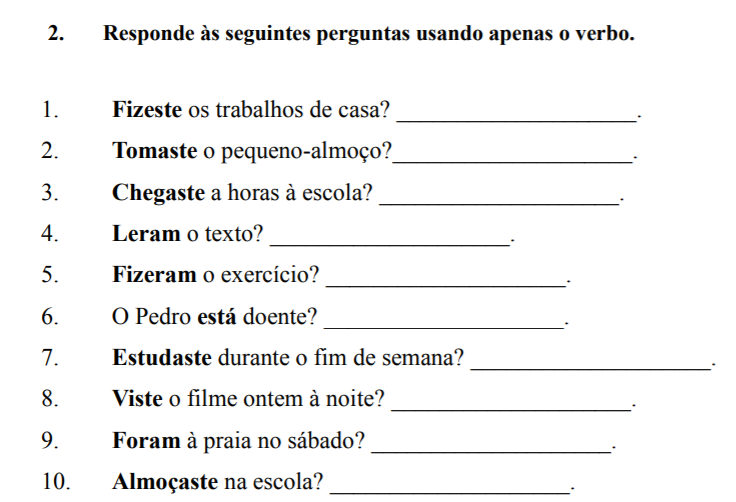 2. Responde às seguintes perguntas usando apenas o verbo.
1. Fizeste os trabalhos de casa? ____________________.
2. Tomaste o pequeno-almoço?____________________.
3. Chegaste a horas à escola? ____________________.
4. Leram o texto? ____________________.
5. Fizeram o exercício? ____________________.
6. O Pedro está doente? ____________________.
7. Estudaste durante o fim de semana? ____________________.
8. Viste o filme ontem à noite? ____________________.
9. Foram à praia no sábado? ____________________.
10. Almoçaste na escola? ____________________.